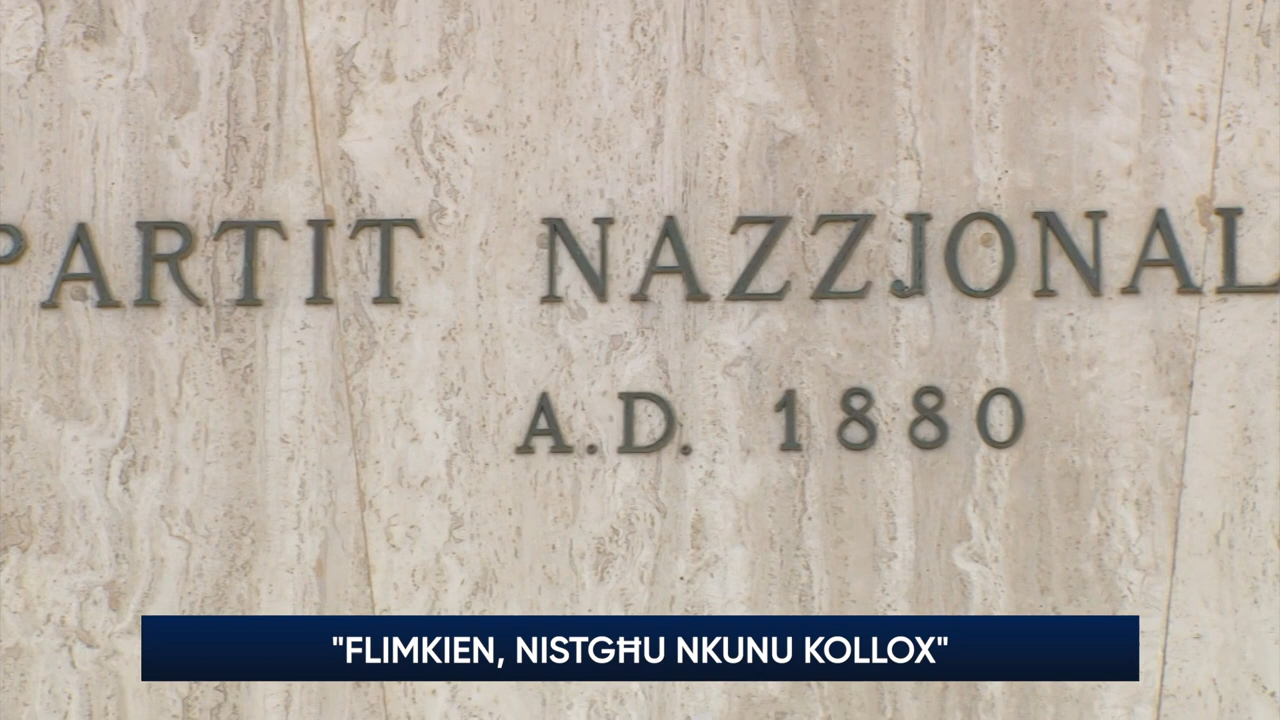 PARTIT NAZZJONAL
A.D. 1880
"FLIMKIEN, NISTGĦU NKUNU KOLLOX"